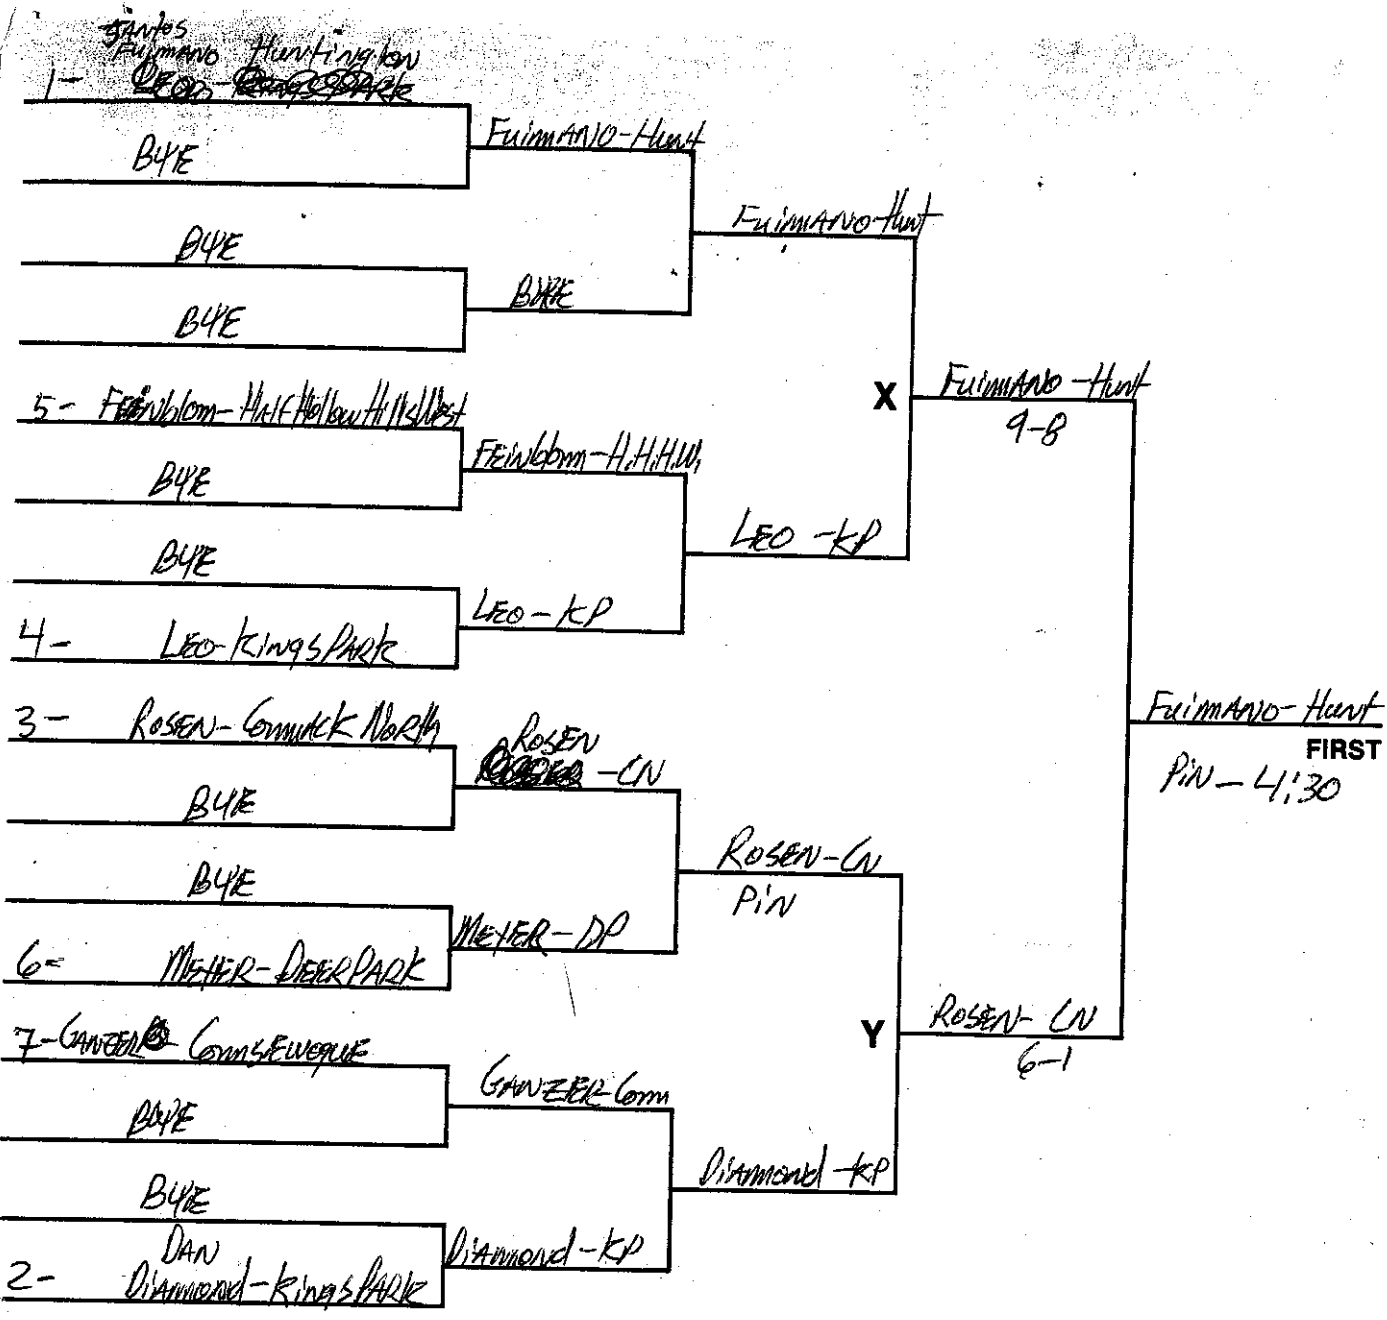 Santos
Fuimano Huntington
1-
BYE
BYE
BYE
5- Feinblom-Half Hollow Hills West
BYE
BYE
4- Leo-Kings Park
3- Rosen-Commack North
BYE
BYE
6- Meyer-Deer Park
7-Ganzer- Comsewogue
BYE
BYE
Dan
2- Diamond-Kings Park
Fuimano-Hunt
BYE
Feinblom-H.H.H.W.
Leo-KP
Rosen
-CN
Meyer-DP
Ganzer-Com
Diamond-KP
Fuimano-Hunt
Leo-KP
Rosen-CN
Pin
Diamond-KP
X
Fuimano-Hunt
9-8
Y
Rosen-CN
6-1
Fuimano-Hunt
FIRST
Pin-4:30